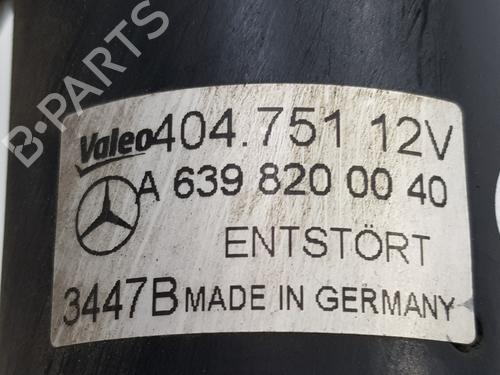 B-PARTS
Valeo 404.751 12V
A 639 820 00 40
ENTSTÖRT
3447B MADE IN GERMANY